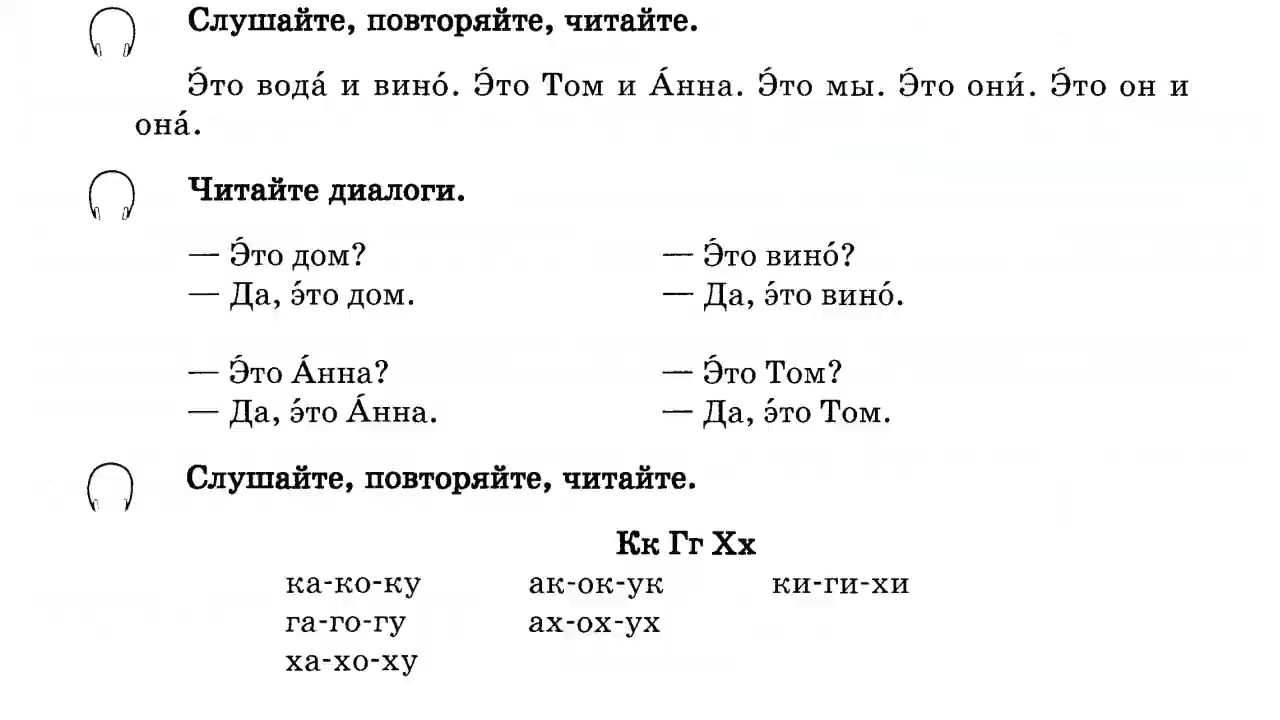 Слушайте, повторяйте, читайте.
Э́то вода́ и вино́. Э́то Том и А́нна. Э́то мы. Э́то они́. Э́то он и
она́.
Читайте диалоги.
— Э́то дом?
— Да, э́то дом.
— Э́то вино́?
— Да, э́то вино́.
— Э́то А́нна?
— Да, э́то А́нна.
— Э́то Том?
— Да, э́то Том.
Слушайте, повторяйте, читайте.
Кк Гг Хх
ка-ко-ку ак-ок-ук ки-ги-хи
га-го-гу ах-ох-ух
ха-хо-ху